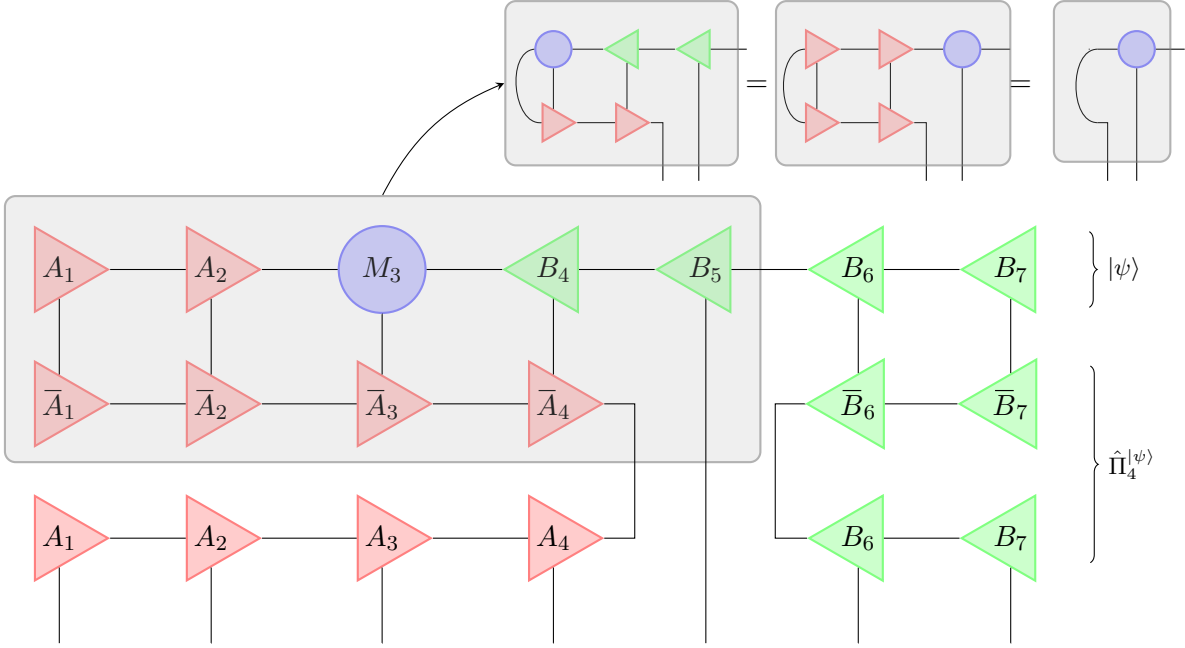 = =
A₁ A₂ M₃ B₄ B₅ B₆ B₇ |ψ⟩
A̅₁ A̅₂ A̅₃ A̅₄ B̅₆ B̅₇
Π̂₄^|ψ⟩
A₁ A₂ A₃ A₄ B₆ B₇